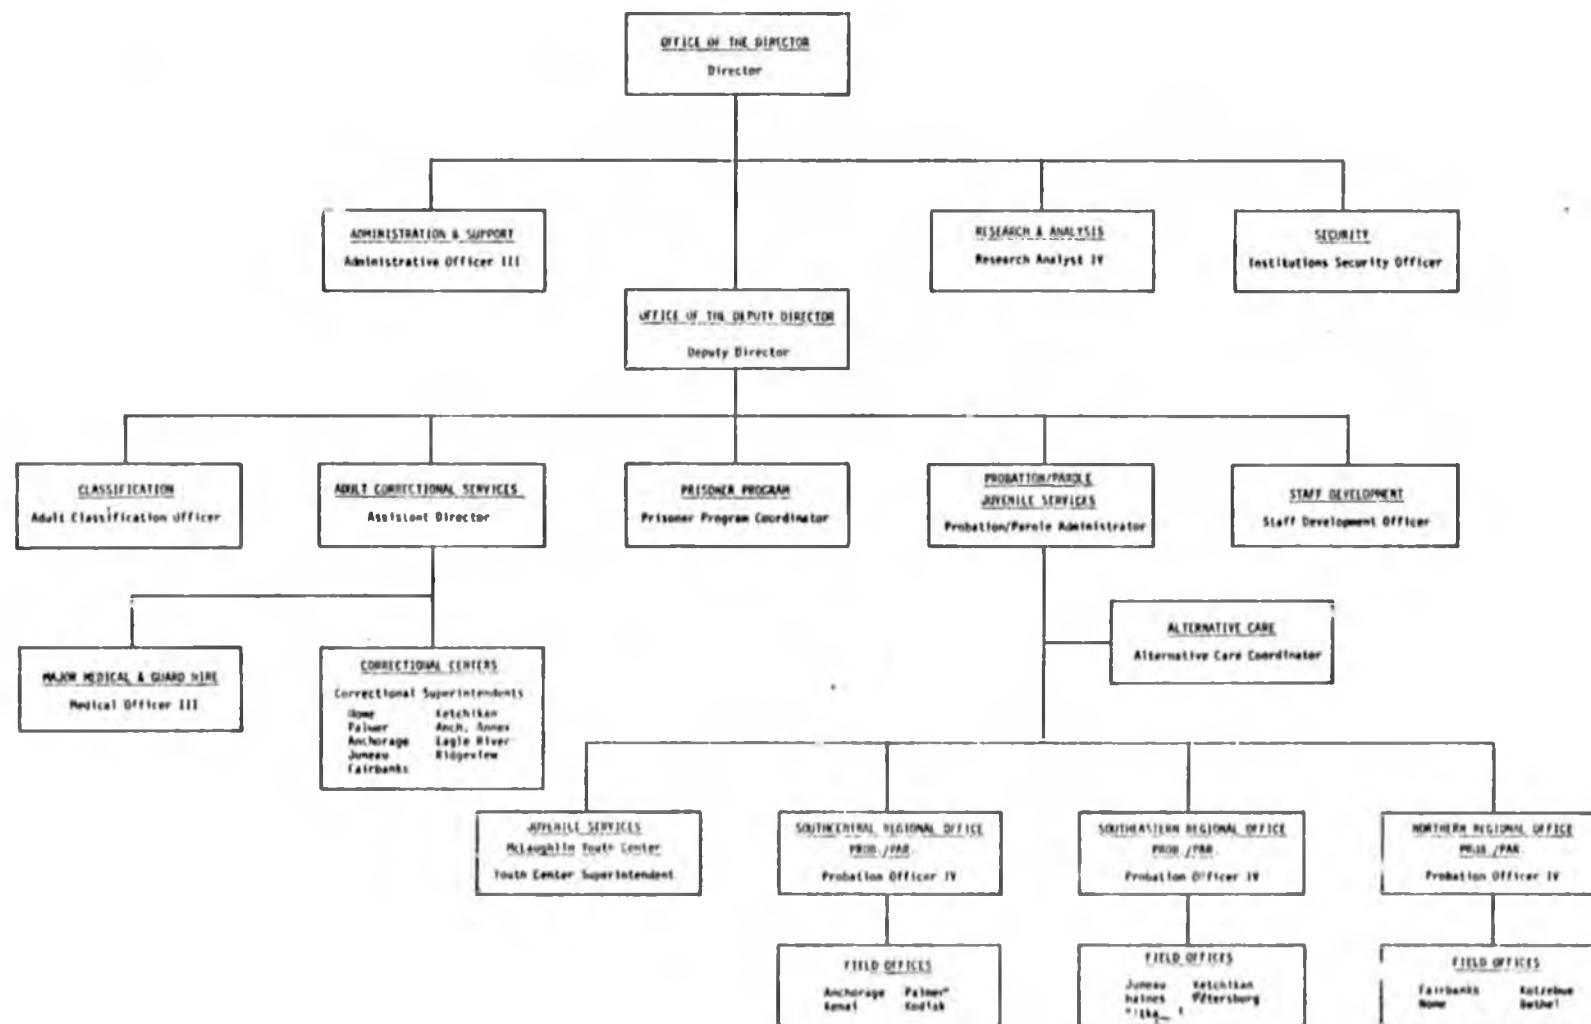 OFFICE OF THE DIRECTOR
Director
ADMINISTRATION & SUPPORT
Administrative Officer III
RESEARCH & ANALYSIS
Research Analyst IV
SECURITY
Institutions Security Officer
OFFICE OF THE DEPUTY DIRECTOR
Deputy Director
CLASSIFICATION
Adult Classification Officer
ADULT CORRECTIONAL SERVICES
Assistant Director
PRISONER PROGRAM
Prisoner Program Coordinator
PROBATION/PAROLE
JUVENILE SERVICES
Probation/Parole Administrator
STAFF DEVELOPMENT
Staff Development Officer
ALTERNATIVE CARE
Alternative Care Coordinator
MAJOR MEDICAL & GUARD HIRE
Medical Officer III
CORRECTIONAL CENTERS
Correctional Superintendents
Nome Ketchikan
Palmer Anch. Annex
Anchorage Eagle River
Juneau Ridgeview
Fairbanks
JUVENILE SERVICES
McLaughlin Youth Center
Youth Center Superintendent
SOUTHCENTRAL REGIONAL OFFICE
PROB./PAR.
Probation Officer IV
SOUTHEASTERN REGIONAL OFFICE
PROB./PAR.
Probation Officer IV
NORTHERN REGIONAL OFFICE
PROB./PAR.
Probation Officer IV
FIELD OFFICES
Anchorage Palmer
Kenai Kodiak
FIELD OFFICES
Juneau Ketchikan
Haines Petersburg
FIELD OFFICES
Fairbanks Kotzebue
Nome Bethel